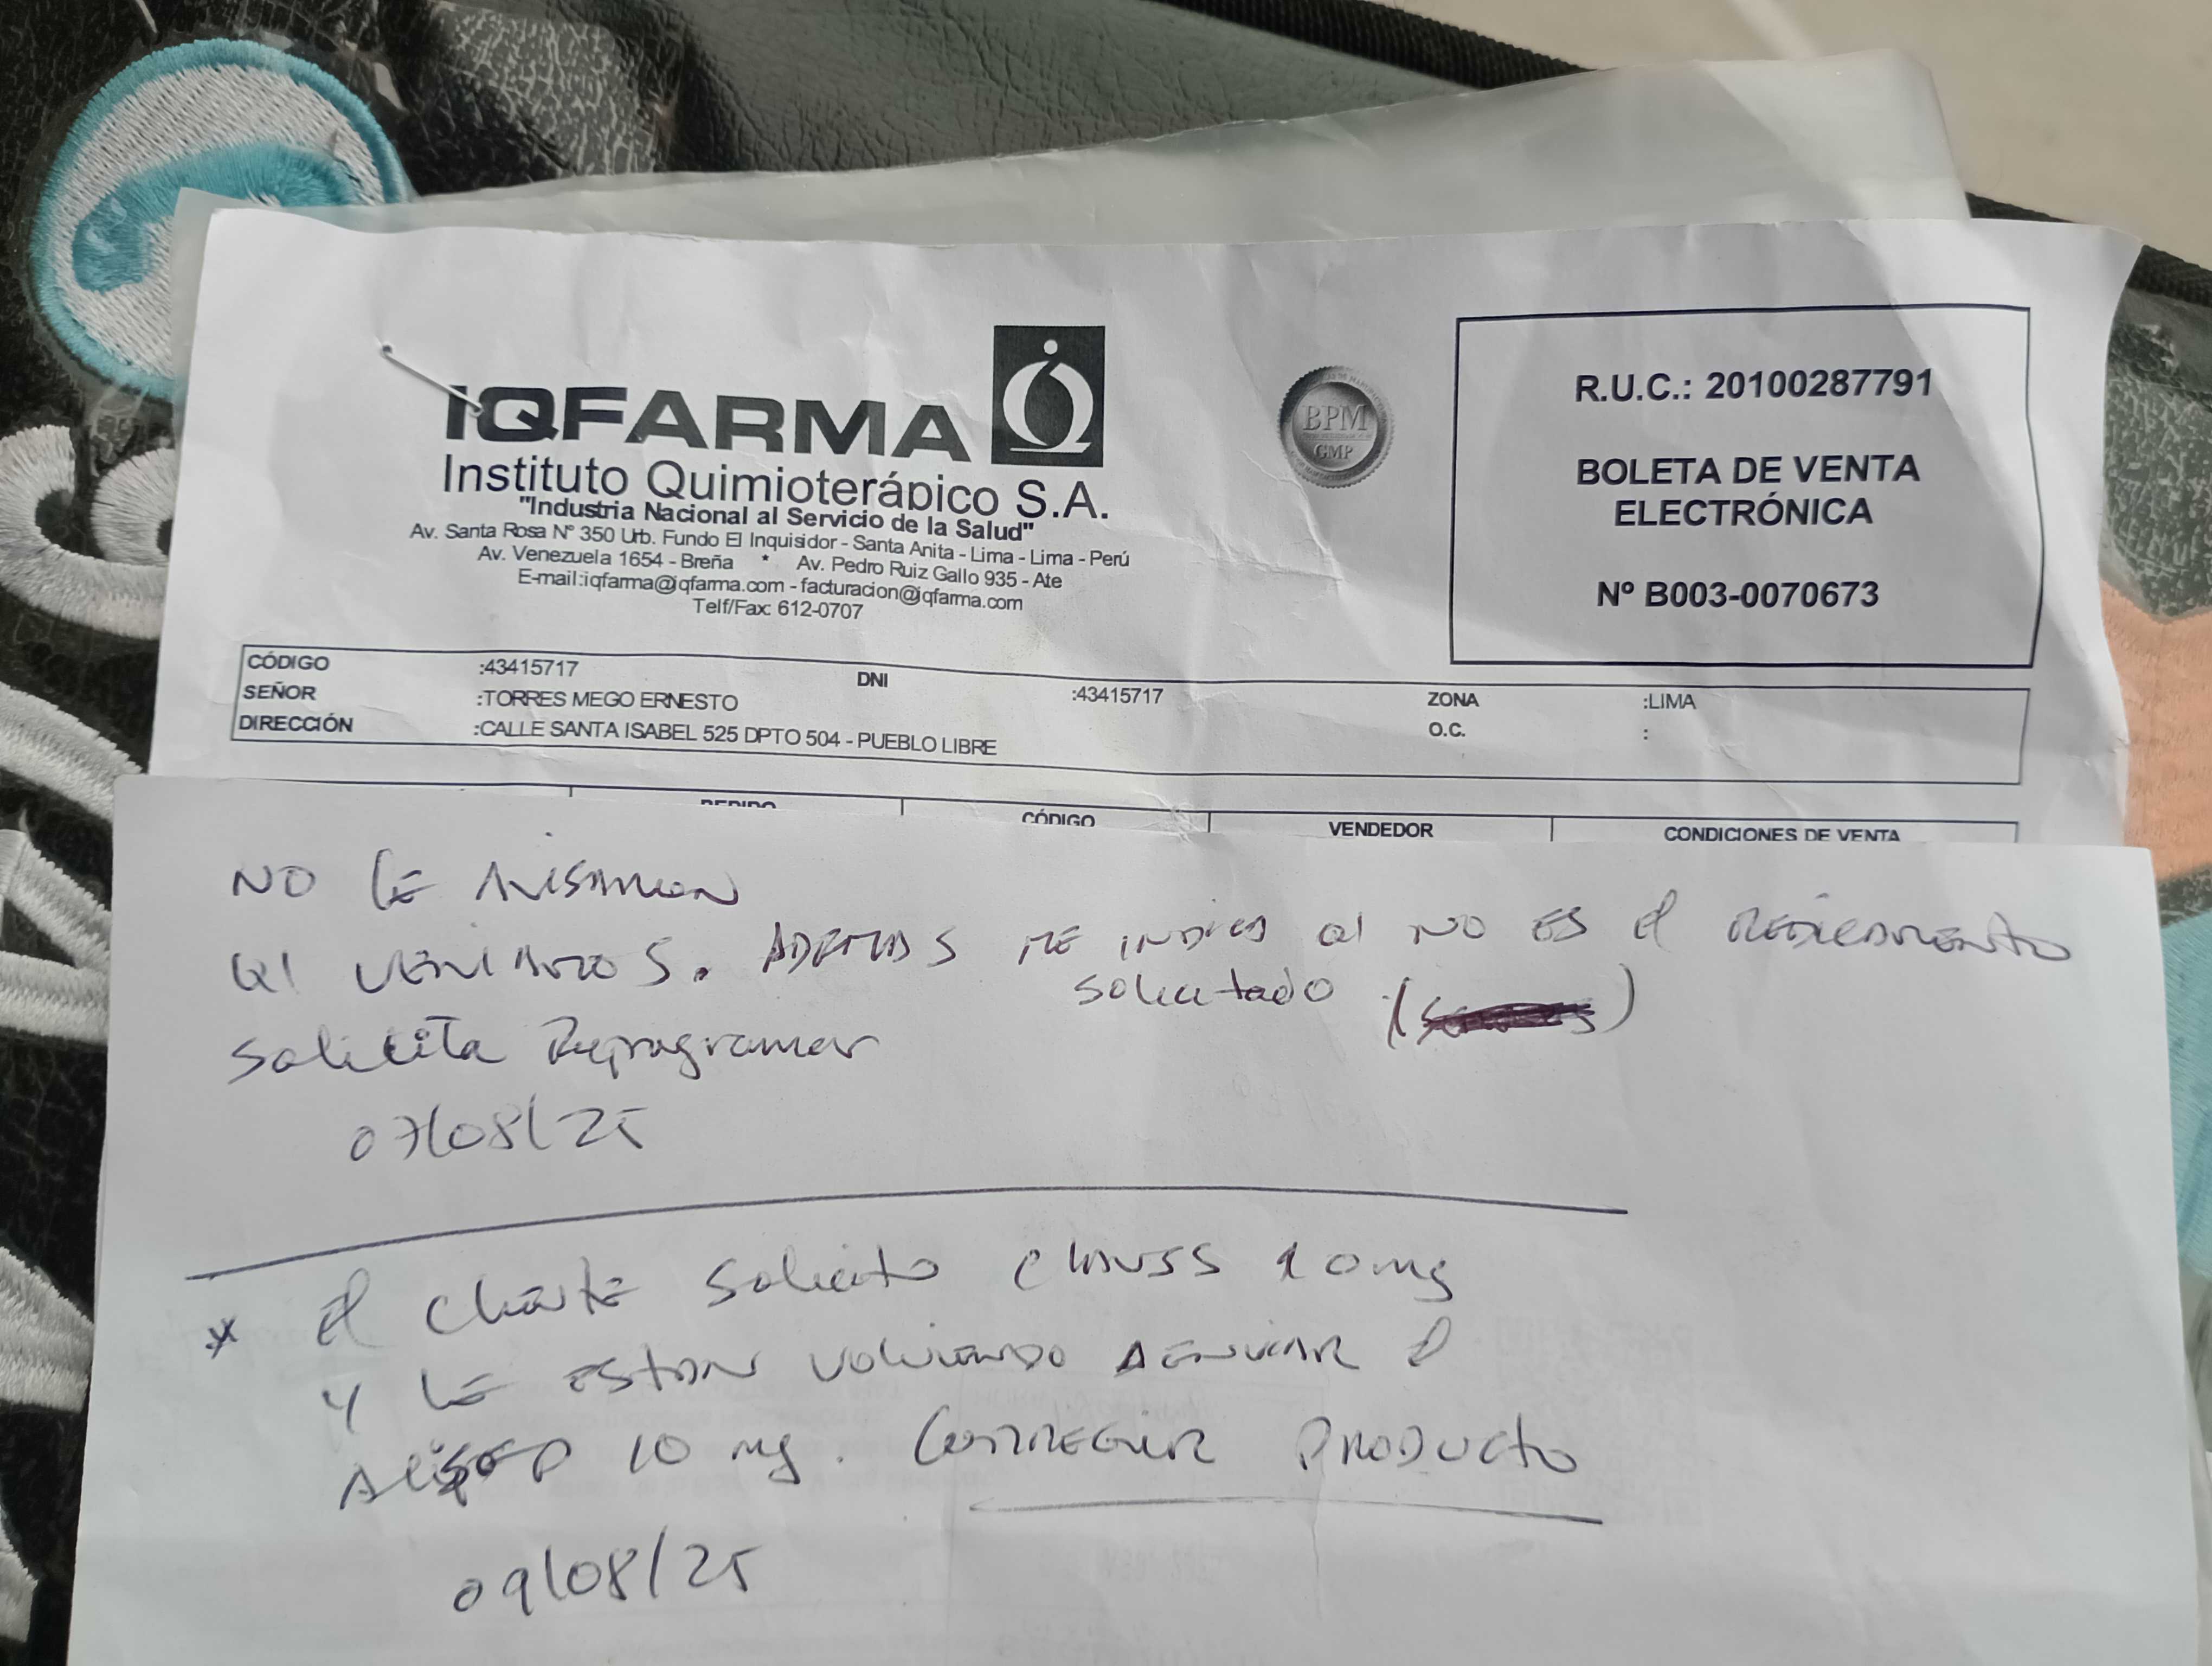 IQFARMA
Instituto Quimioterápico S.A.
"Industria Nacional al Servicio de la Salud"
Av. Santa Rosa N° 350 Urb. Fundo El Inquisidor - Santa Anita - Lima - Lima - Perú
Av. Venezuela 1654 - Breña * Av. Pedro Ruiz Gallo 935 - Ate
E-mail:iqfarma@iqfarma.com - facturacion@iqfarma.com
Telf/Fax: 612-0707
BPM
GMP
R.U.C.: 20100287791
BOLETA DE VENTA
ELECTRÓNICA
Nº B003-0070673
CÓDIGO :43415717 DNI :43415717 ZONA :LIMA
SEÑOR :TORRES MEGO ERNESTO O.C. :
DIRECCIÓN :CALLE SANTA ISABEL 525 DPTO 504 - PUEBLO LIBRE
PEDIDO CÓDIGO VENDEDOR CONDICIONES DE VENTA
NO LE AVISARON
QI VENIAMOS. ADEMAS ME INDICA QI NO ES El MEDICAMENTO
solicitado
Solicita Reprogramar
07/08/25
* El CLIENTE Solicito 10 mg
Y LE ESTAN VOLVIENDO A ENVIAR
10 mg. CORREGIR PRODUCTO
09/08/25